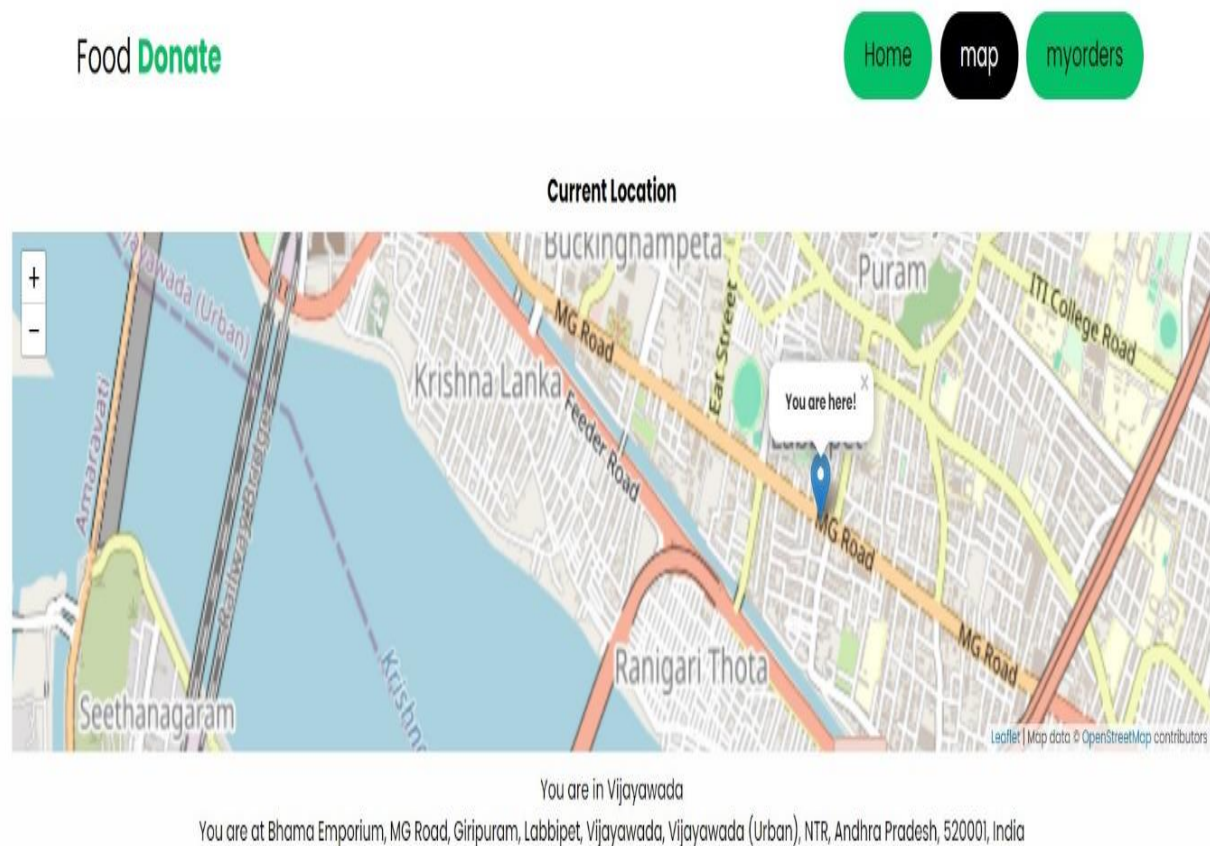 Food Donate
Home
map
myorders
Current Location
+
−
Buckinghampeta
Puram
ITI College Road
MG Road
Eat Street
Krishna Lanka
Feeder Road
You are here!
×
MG Road
MG Road
Ranigari Thota
Amaravati
Railway Bridges
Seethanagaram
Leaflet | Map data © OpenStreetMap contributors
You are in Vijayawada
You are at Bhama Emporium, MG Road, Giripuram, Labbipet, Vijayawada, Vijayawada (Urban), NTR, Andhra Pradesh, 520001, India